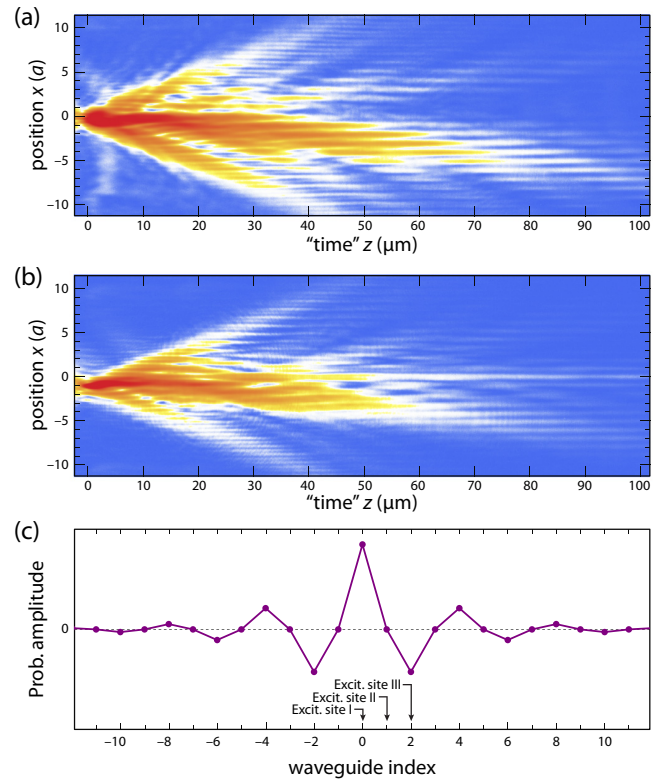 (a)
10
5
0
−5
−10
position x (a)
0 10 20 30 40 50 60 70 80 90 100
“time” z (μm)
(b)
10
5
0
−5
−10
position x (a)
0 10 20 30 40 50 60 70 80 90 100
“time” z (μm)
(c)
Prob. amplitude
0
Excit. site III
Excit. site II
Excit. site I
−10 −8 −6 −4 −2 0 2 4 6 8 10
waveguide index